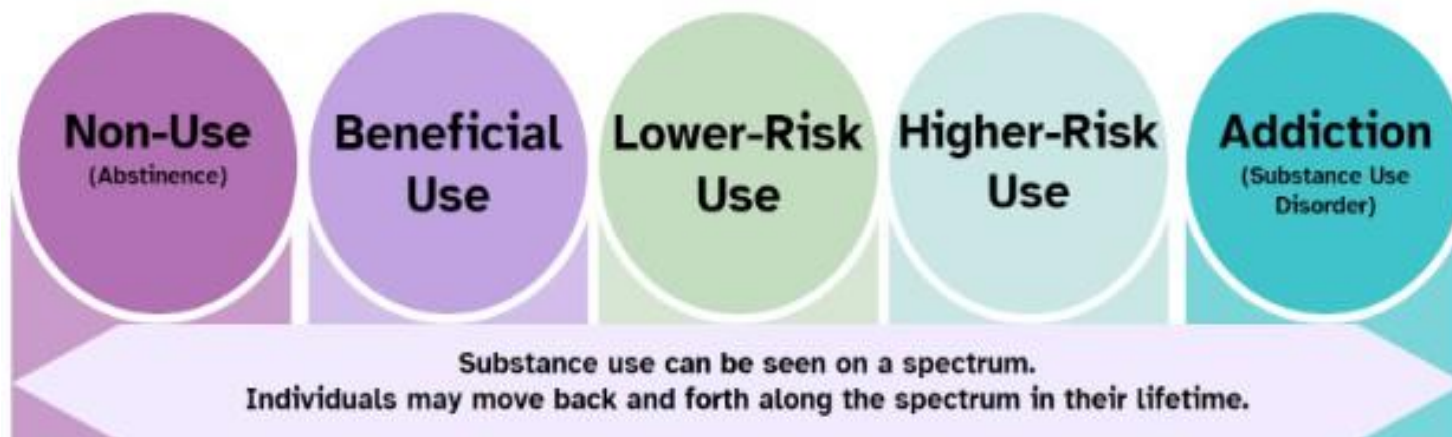 Non-Use
(Abstinence)
Beneficial
Use
Lower-Risk
Use
Higher-Risk
Use
Addiction
(Substance Use
Disorder)
Substance use can be seen on a spectrum.
Individuals may move back and forth along the spectrum in their lifetime.